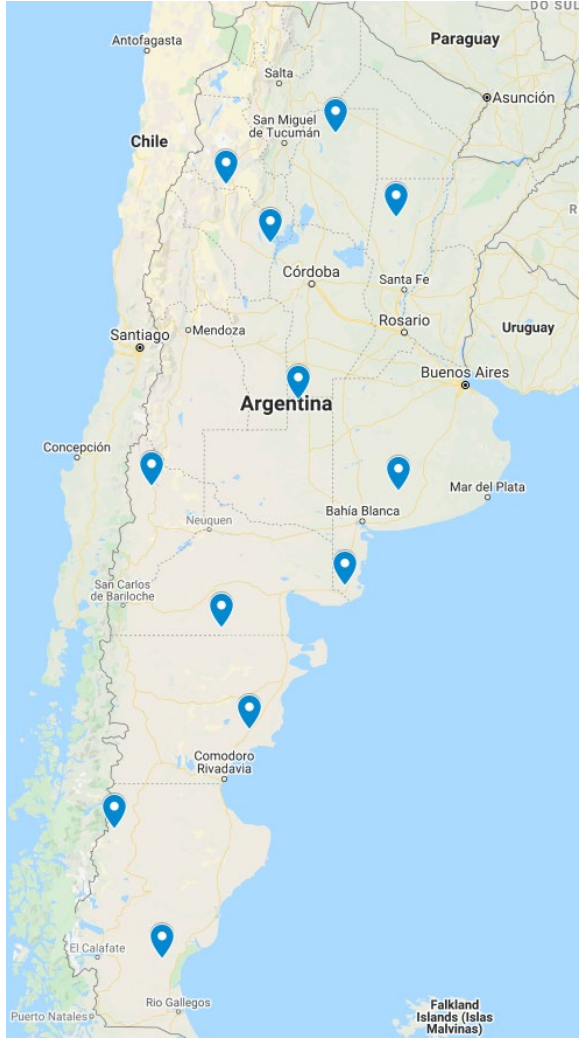 DO SUL
Paraguay
Antofagasta
Salta
Asunción
San Miguel
de Tucumán
Chile
R
Córdoba
Santa Fe
Mendoza
Rosario
Uruguay
Santiago
Buenos Aires
Argentina
Concepción
Mar del Plata
Bahía Blanca
Neuquen
San Carlos
de Bariloche
Comodoro
Rivadavia
El Calafate
Rio Gallegos
Puerto Natales
Falkland
Islands (Islas
Malvinas)